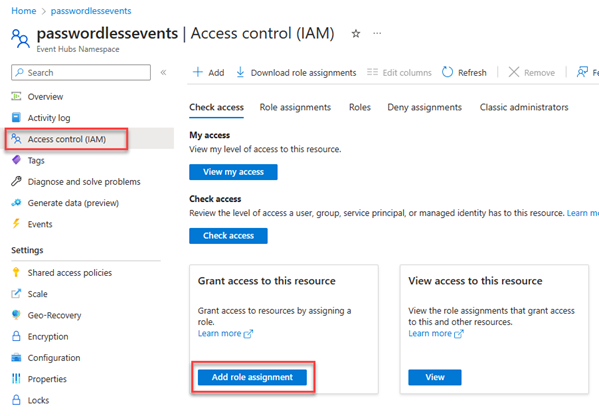 Home > passwordlessevents >
passwordlessevents | Access control (IAM) ☆ ...
Event Hubs Namespace
Search «
Overview
Activity log
Access control (IAM)
Tags
Diagnose and solve problems
Generate data (preview)
Events
Settings
Shared access policies
Scale
Geo-Recovery
Encryption
Configuration
Properties
Locks
+ Add Download role assignments Edit columns Refresh Remove Fe
Check access Role assignments Roles Deny assignments Classic administrators
My access
View my level of access to this resource.
View my access
Check access
Review the level of access a user, group, service principal, or managed identity has to this resource. Learn m
Check access
Grant access to this resource
Grant access to resources by assigning a
role.
Learn more
Add role assignment
View access to this resource
View the role assignments that grant access
to this and other resources.
Learn more
View